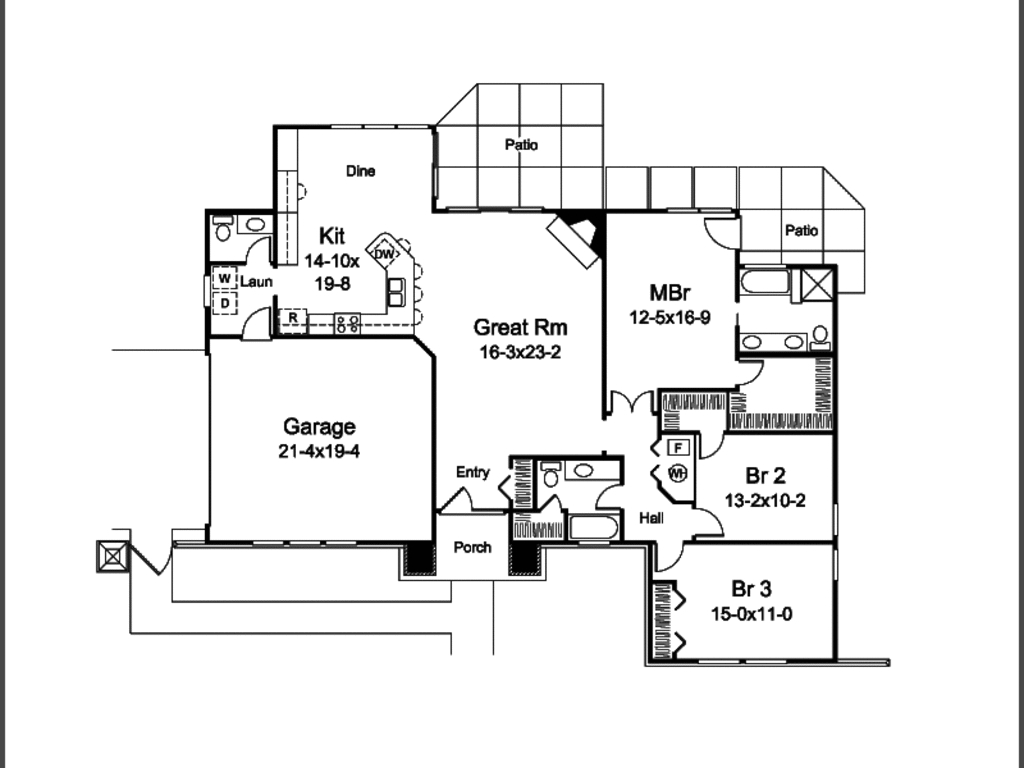 Patio
Dine
Patio
Kit
14-10x
19-8
DW
W
D
Laun
R
MBr
12-5x16-9
Great Rm
16-3x23-2
Garage
21-4x19-4
F
WH
Entry
Br 2
13-2x10-2
Hall
Porch
Br 3
15-0x11-0